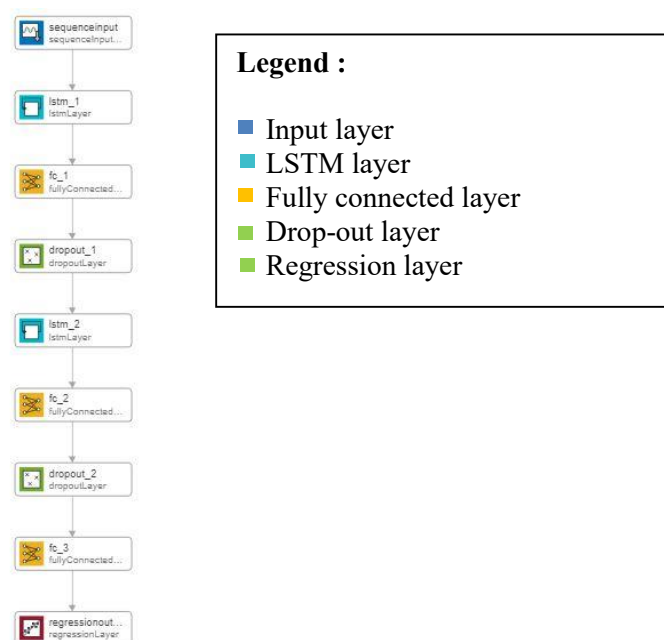 sequenceinput
sequenceInput...
lstm_1
lstmLayer
fc_1
fullyConnected...
dropout_1
dropoutLayer
lstm_2
lstmLayer
fc_2
fullyConnected...
dropout_2
dropoutLayer
fc_3
fullyConnected...
regressionout...
regressionLayer
Legend :
Input layer
LSTM layer
Fully connected layer
Drop-out layer
Regression layer